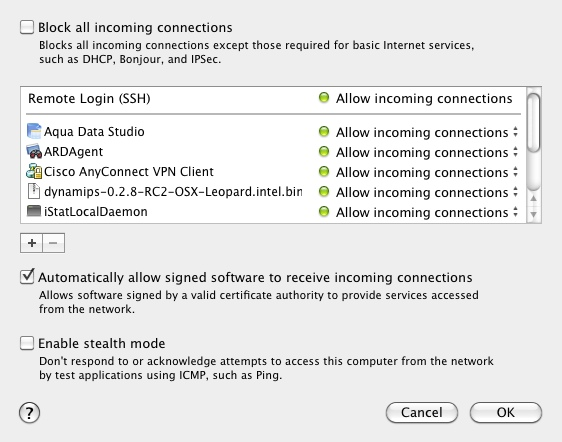 Block all incoming connections
Blocks all incoming connections except those required for basic Internet services,
such as DHCP, Bonjour, and IPSec.
Remote Login (SSH) Allow incoming connections
Aqua Data Studio Allow incoming connections
ARDAgent Allow incoming connections
Cisco AnyConnect VPN Client Allow incoming connections
dynamips-0.2.8-RC2-OSX-Leopard.intel.bin Allow incoming connections
iStatLocalDaemon Allow incoming connections
+ −
Automatically allow signed software to receive incoming connections
Allows software signed by a valid certificate authority to provide services accessed
from the network.
Enable stealth mode
Don't respond to or acknowledge attempts to access this computer from the network
by test applications using ICMP, such as Ping.
? Cancel OK